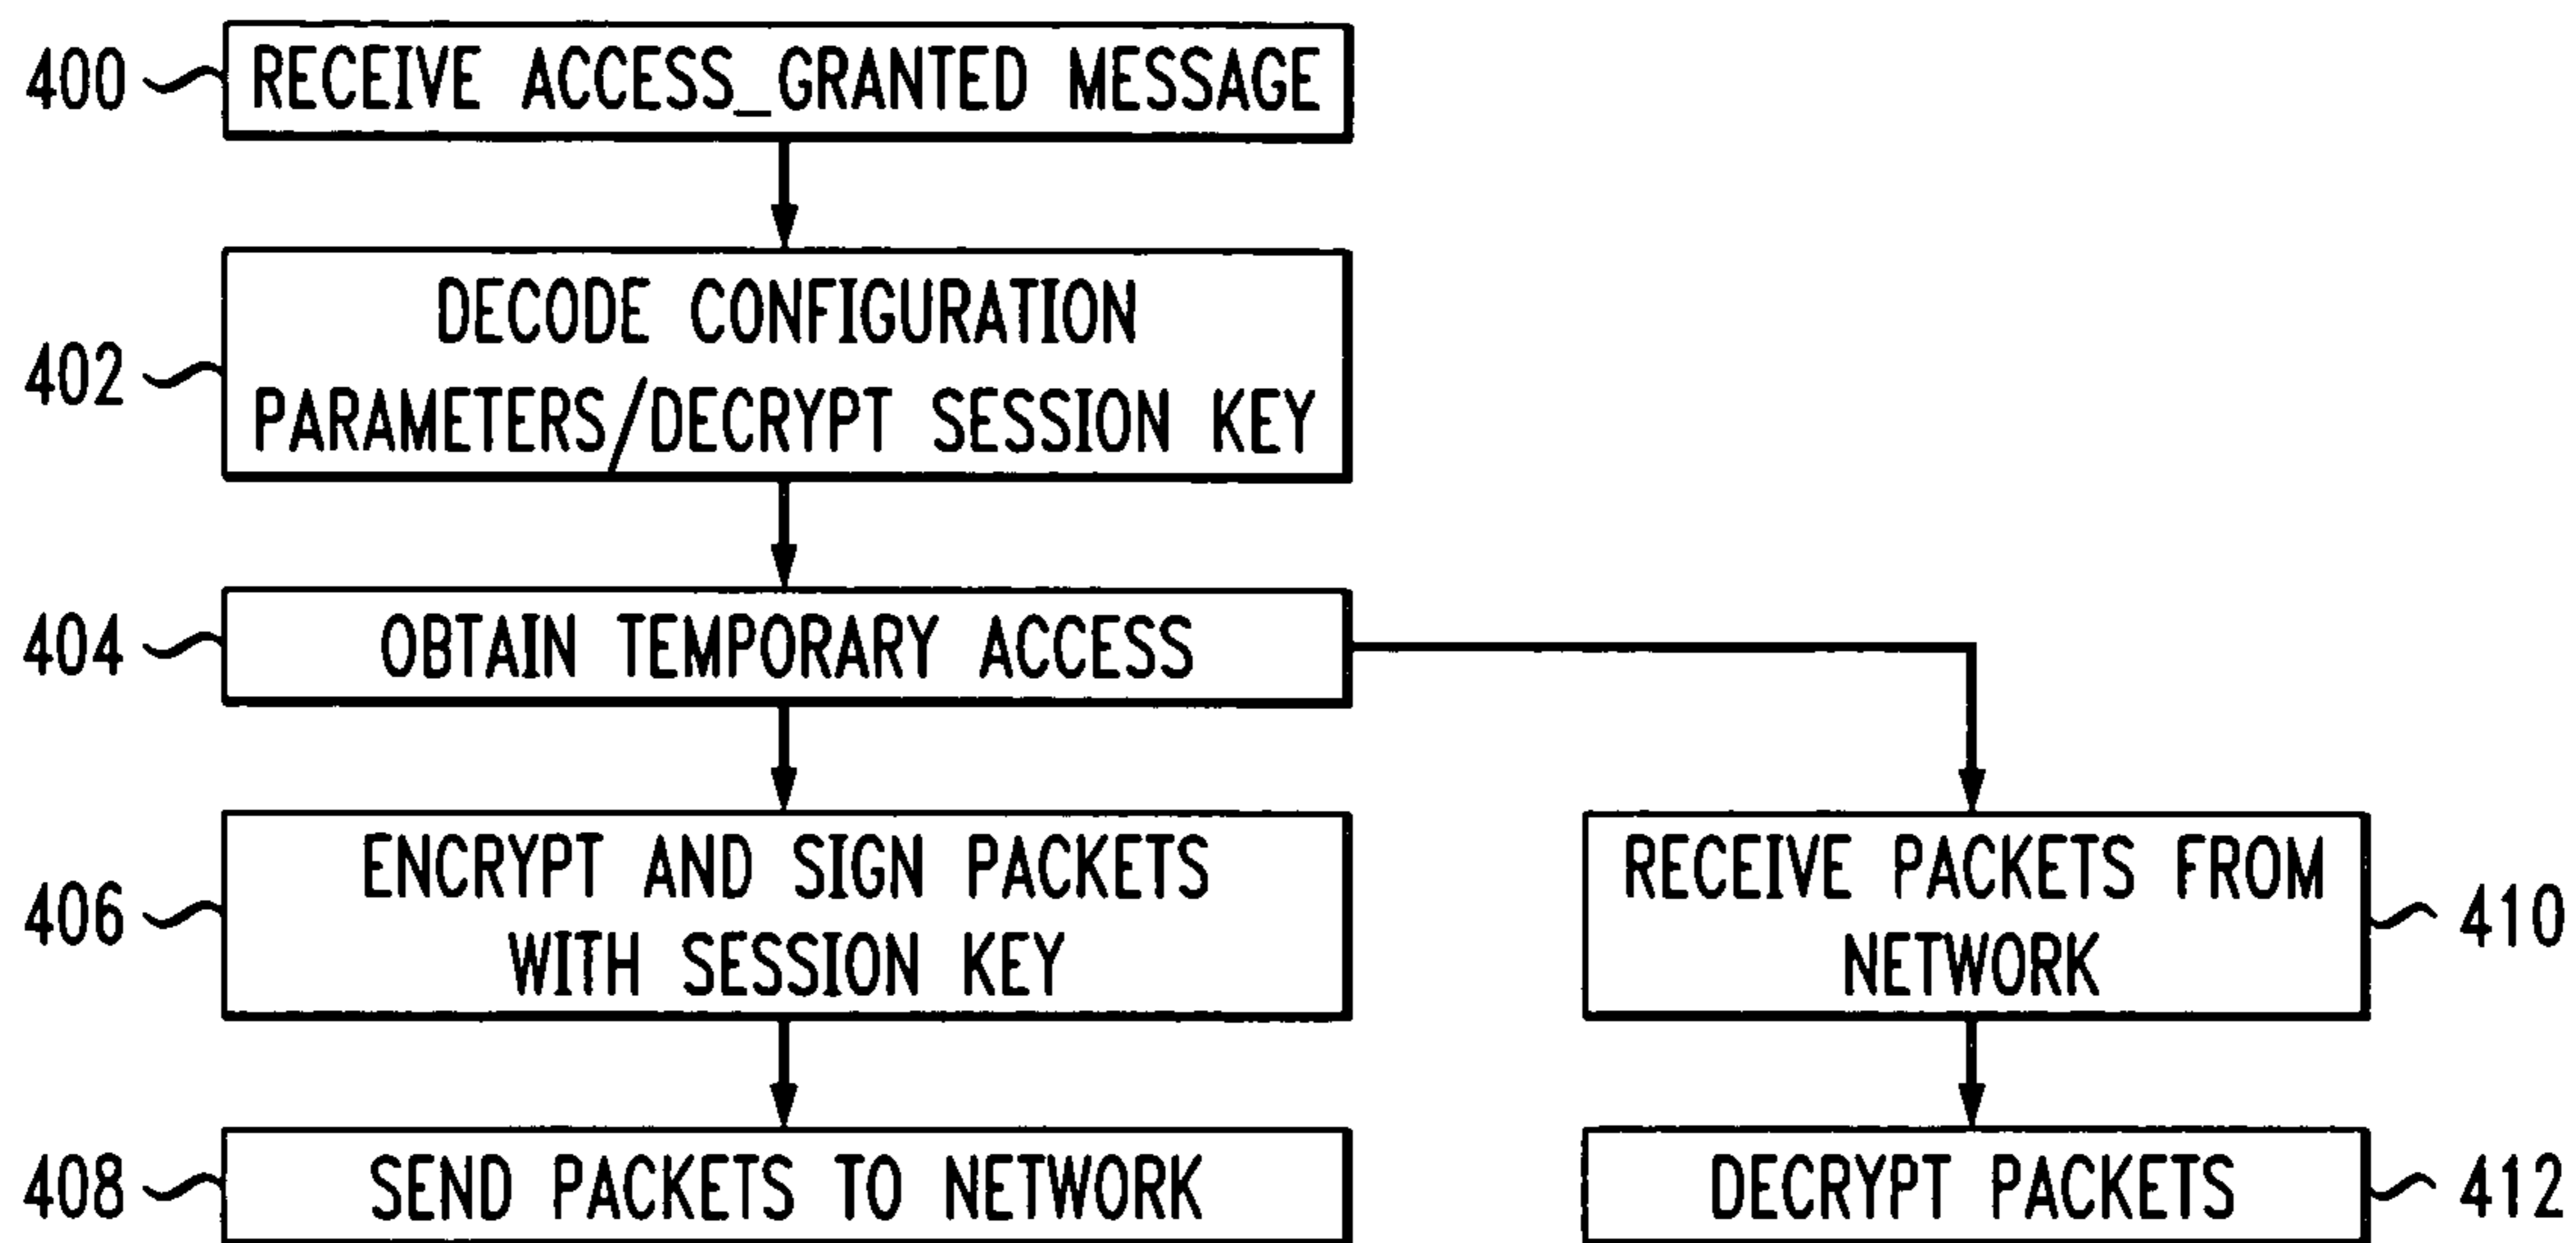 400
RECEIVE ACCESS_GRANTED MESSAGE
402
DECODE CONFIGURATION
PARAMETERS/DECRYPT SESSION KEY
404
OBTAIN TEMPORARY ACCESS
406
ENCRYPT AND SIGN PACKETS
WITH SESSION KEY
RECEIVE PACKETS FROM
NETWORK
410
408
SEND PACKETS TO NETWORK
DECRYPT PACKETS
412